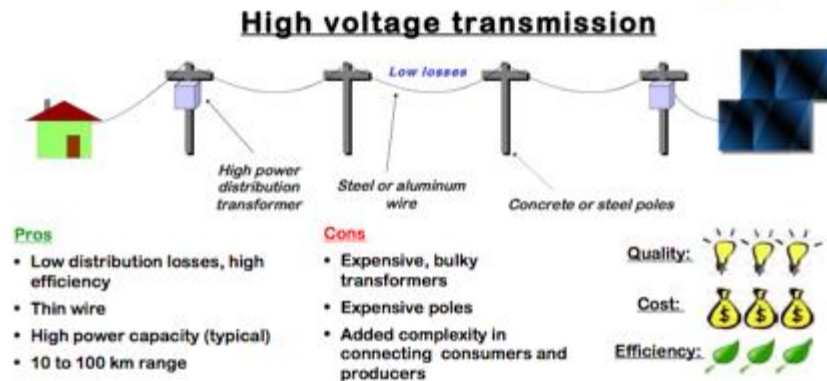 High voltage transmission
Low losses
High power
distribution
transformer
Steel or aluminum
wire
Concrete or steel poles
Pros
• Low distribution losses, high
efficiency
• Thin wire
• High power capacity (typical)
• 10 to 100 km range
Cons
• Expensive, bulky
transformers
• Expensive poles
• Added complexity in
connecting consumers and
producers
Quality:
Cost:
$ $ $
Efficiency: